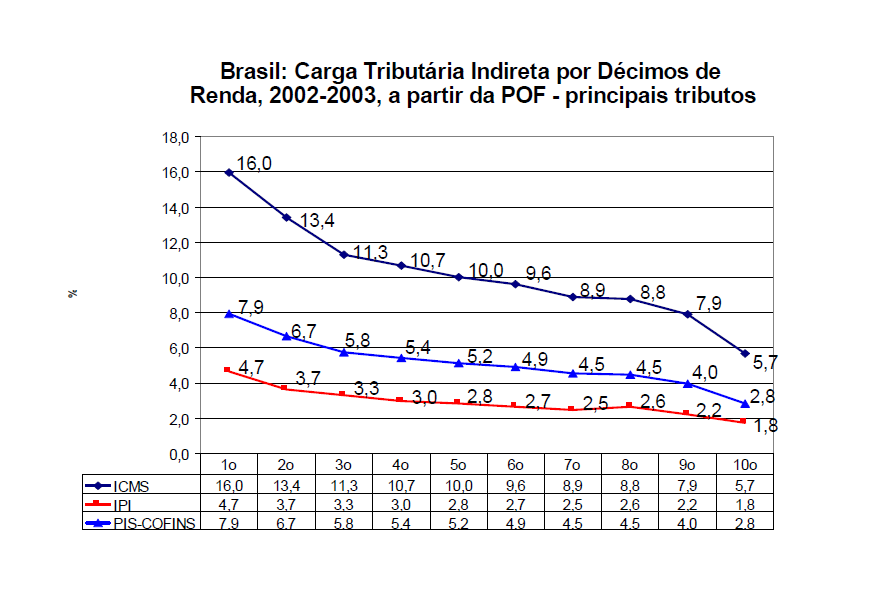 Brasil: Carga Tributária Indireta por Décimos de
Renda, 2002-2003, a partir da POF - principais tributos
%
18,0
16,0
14,0
12,0
10,0
8,0
6,0
4,0
2,0
0,0
16,0 13,4 11,3 10,7 10,0 9,6 8,9 8,8 7,9 5,7
7,9 6,7 5,8 5,4 5,2 4,9 4,5 4,5 4,0 2,8
4,7 3,7 3,3 3,0 2,8 2,7 2,5 2,6 2,2 1,8
1o 2o 3o 4o 5o 6o 7o 8o 9o 10o
ICMS 16,0 13,4 11,3 10,7 10,0 9,6 8,9 8,8 7,9 5,7
IPI 4,7 3,7 3,3 3,0 2,8 2,7 2,5 2,6 2,2 1,8
PIS-COFINS 7,9 6,7 5,8 5,4 5,2 4,9 4,5 4,5 4,0 2,8